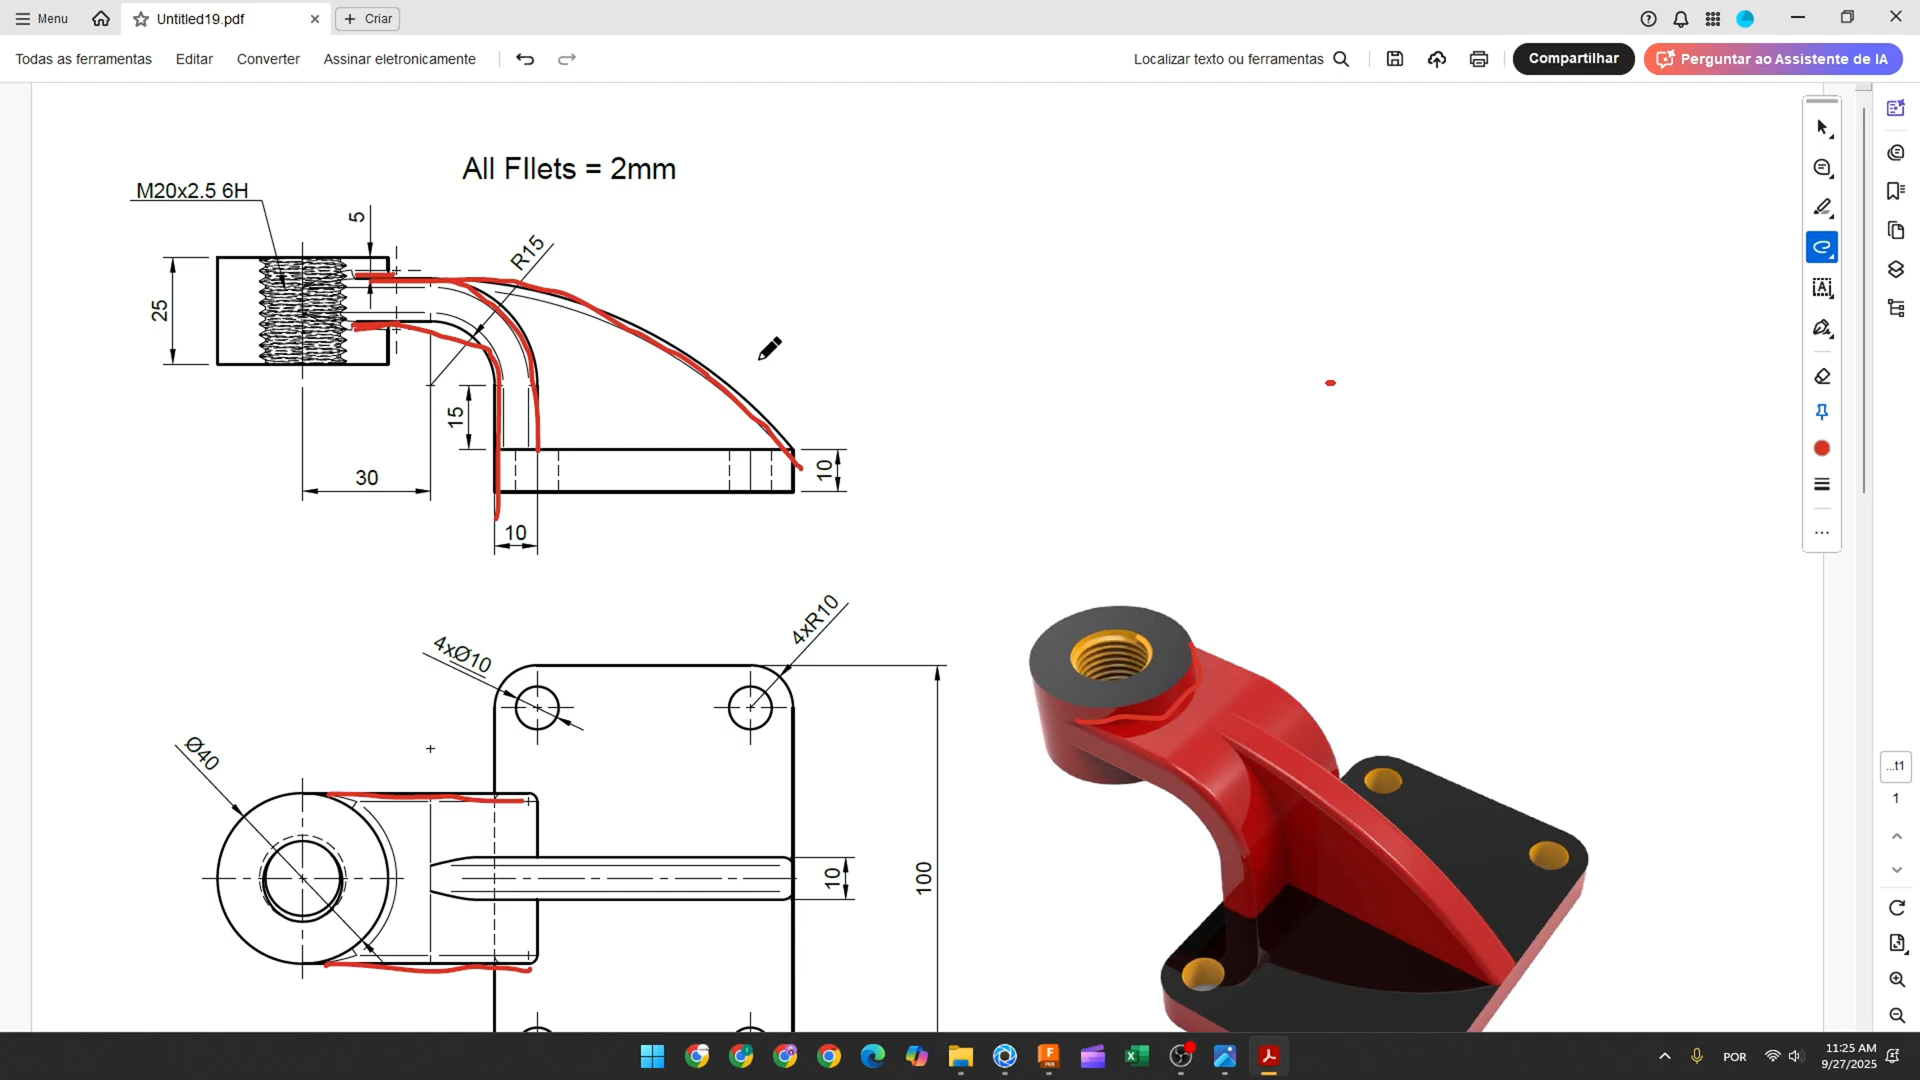 Menu
Untitled19.pdf
Criar
Todas as ferramentas
Editar
Converter
Assinar eletronicamente
Localizar texto ou ferramentas
Compartilhar
Perguntar ao Assistente de IA
All FIlets = 2mm
M20x2.5 6H
5
R15
25
15
30
10
10
4xØ10
4xR10
Ø40
10
100
...t1
1
POR
11:25 AM
9/27/2025